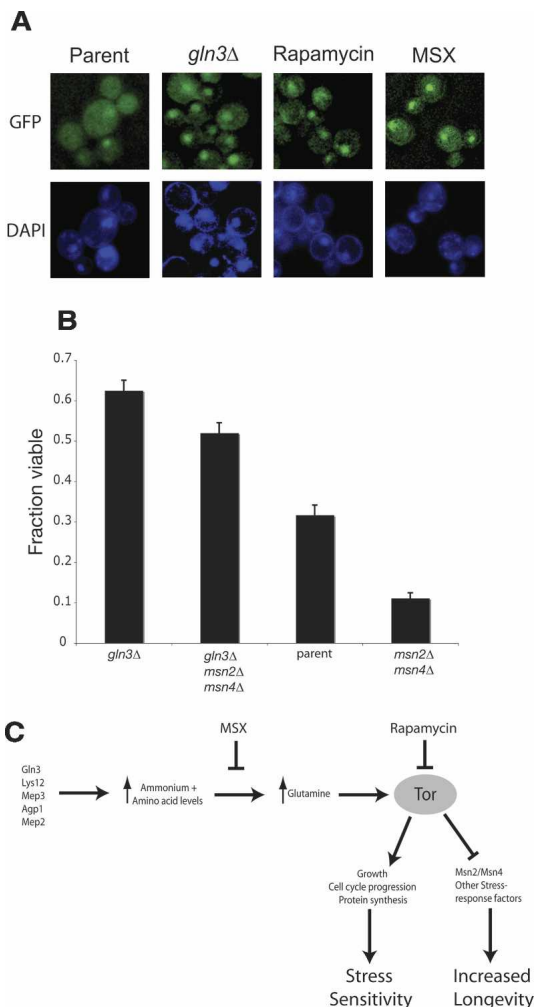 A
Parent gln3Δ Rapamycin MSX
GFP
DAPI
B
Fraction viable
0.7
0.6
0.5
0.4
0.3
0.2
0.1
0
gln3Δ
gln3Δ
msn2Δ
msn4Δ
parent
msn2Δ
msn4Δ
C
MSX
Rapamycin
Gln3
Lys12
Mep3
Agp1
Mep2
Ammonium +
Amino acid levels
Glutamine
Tor
Growth
Cell cycle progression
Protein synthesis
Msn2/Msn4
Other Stress-
response factors
Stress
Sensitivity
Increased
Longevity